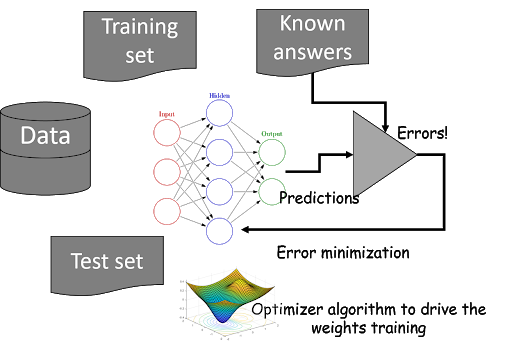 Training
set
Known
answers
Hidden
Input
Data
Output
Errors!
Predictions
Error minimization
Test set
Optimizer algorithm to drive the
weights training